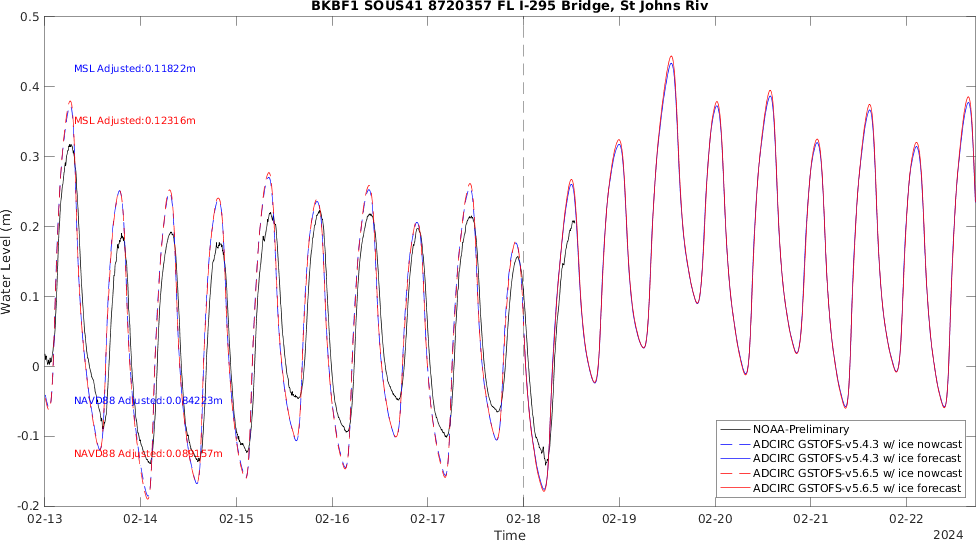 BKBF1 SOUS41 8720357 FL I-295 Bridge, St Johns Riv
0.5
0.4
0.3
0.2
0.1
0
-0.1
-0.2
Water Level (m)
MSL Adjusted:0.11822m
MSL Adjusted:0.12316m
NAVD88 Adjusted:0.084223m
NAVD88 Adjusted:0.089157m
NOAA-Preliminary
ADCIRC GSTOFS-v5.4.3 w/ ice nowcast
ADCIRC GSTOFS-v5.4.3 w/ ice forecast
ADCIRC GSTOFS-v5.6.5 w/ ice nowcast
ADCIRC GSTOFS-v5.6.5 w/ ice forecast
02-13 02-14 02-15 02-16 02-17 02-18 02-19 02-20 02-21 02-22
Time
2024